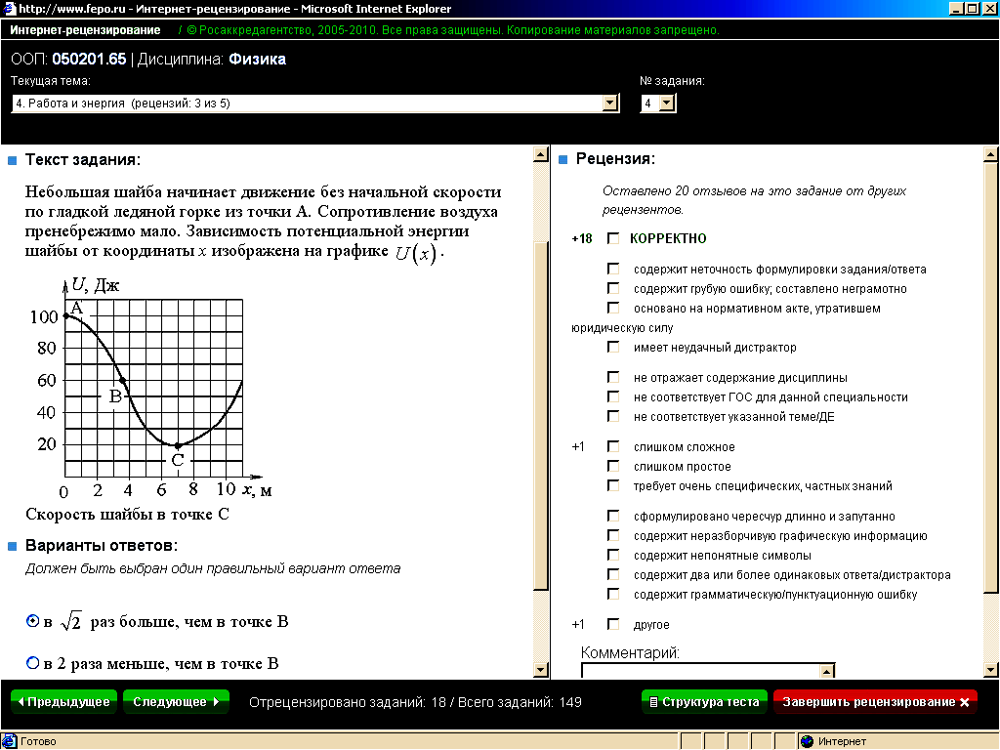 http://www.fepo.ru - Интернет-рецензирование - Microsoft Internet Explorer
Интернет-рецензирование / © Росаккредагентство, 2005-2010. Все права защищены. Копирование материалов запрещено.
ООП: 050201.65 | Дисциплина: Физика
Текущая тема: № задания:
4. Работа и энергия (рецензий: 3 из 5) 4
Текст задания:
Небольшая шайба начинает движение без начальной скорости
по гладкой ледяной горке из точки А. Сопротивление воздуха
пренебрежимо мало. Зависимость потенциальной энергии
шайбы от координаты x изображена на графике U(x).
U, Дж
A
100
80
60
B
40
20
C
0 2 4 6 8 10 x, м
Скорость шайбы в точке С
Варианты ответов:
Должен быть выбран один правильный вариант ответа
в √2 раз больше, чем в точке В
в 2 раза меньше, чем в точке В
Рецензия:
Оставлено 20 отзывов на это задание от других
рецензентов.
+18 КОРРЕКТНО
содержит неточность формулировки задания/ответа
содержит грубую ошибку; составлено неграмотно
основано на нормативном акте, утратившем
юридическую силу
имеет неудачный дистрактор
не отражает содержание дисциплины
не соответствует ГОС для данной специальности
не соответствует указанной теме/ДЕ
+1 слишком сложное
слишком простое
требует очень специфических, частных знаний
сформулировано чересчур длинно и запутанно
содержит неразборчивую графическую информацию
содержит непонятные символы
содержит два или более одинаковых ответа/дистрактора
содержит грамматическую/пунктуационную ошибку
+1 другое
Комментарий:
Предыдущее Следующее Отрецензировано заданий: 18 / Всего заданий: 149 Структура теста Завершить рецензирование
Готово Интернет